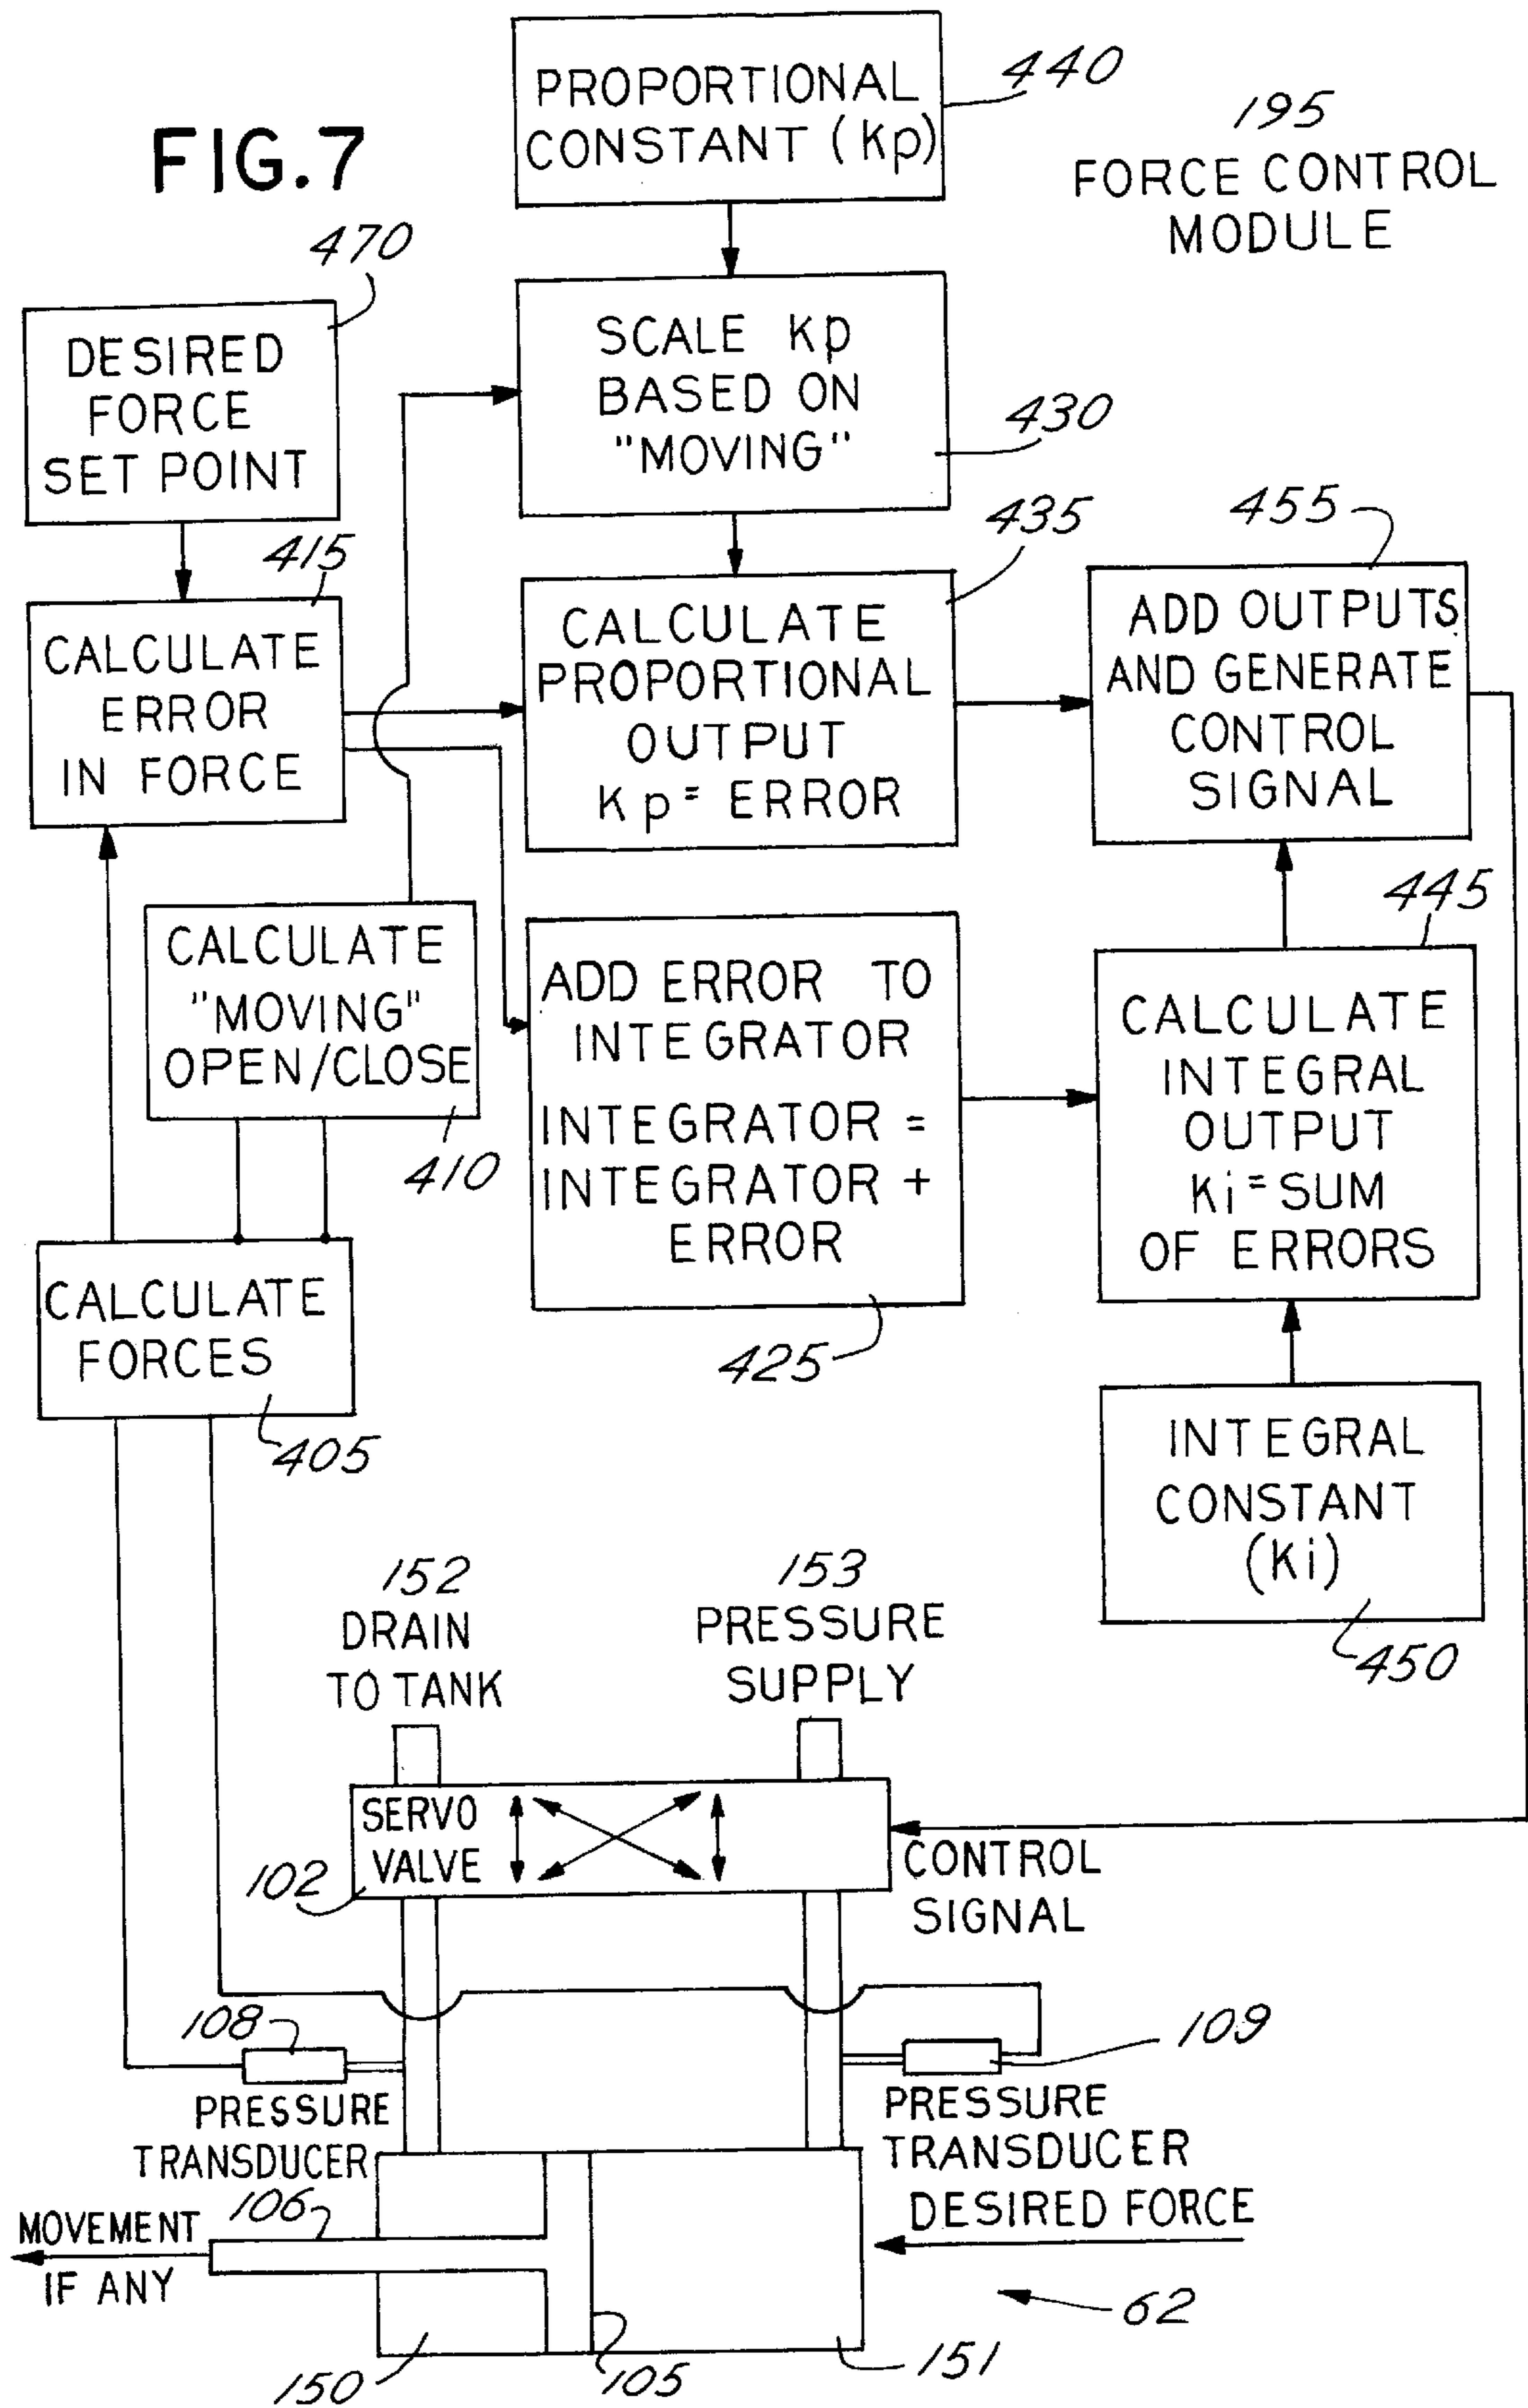 FIG.7
PROPORTIONAL
CONSTANT (Kp)
440
195
FORCE CONTROL
MODULE
470
DESIRED
FORCE
SET POINT
SCALE Kp
BASED ON
"MOVING"
430
415
CALCULATE
ERROR
IN FORCE
435
CALCULATE
PROPORTIONAL
OUTPUT
Kp= ERROR
455
ADD OUTPUTS
AND GENERATE
CONTROL
SIGNAL
CALCULATE
"MOVING"
OPEN/CLOSE
410
ADD ERROR TO
INTEGRATOR
INTEGRATOR =
INTEGRATOR +
ERROR
425
445
CALCULATE
INTEGRAL
OUTPUT
Ki=SUM
OF ERRORS
CALCULATE
FORCES
405
INTEGRAL
CONSTANT
(Ki)
450
152
DRAIN
TO TANK
153
PRESSURE
SUPPLY
SERVO
VALVE
102
CONTROL
SIGNAL
108
PRESSURE
TRANSDUCER
109
PRESSURE
TRANSDUCER
106
MOVEMENT
IF ANY
DESIRED FORCE
62
150
105
151